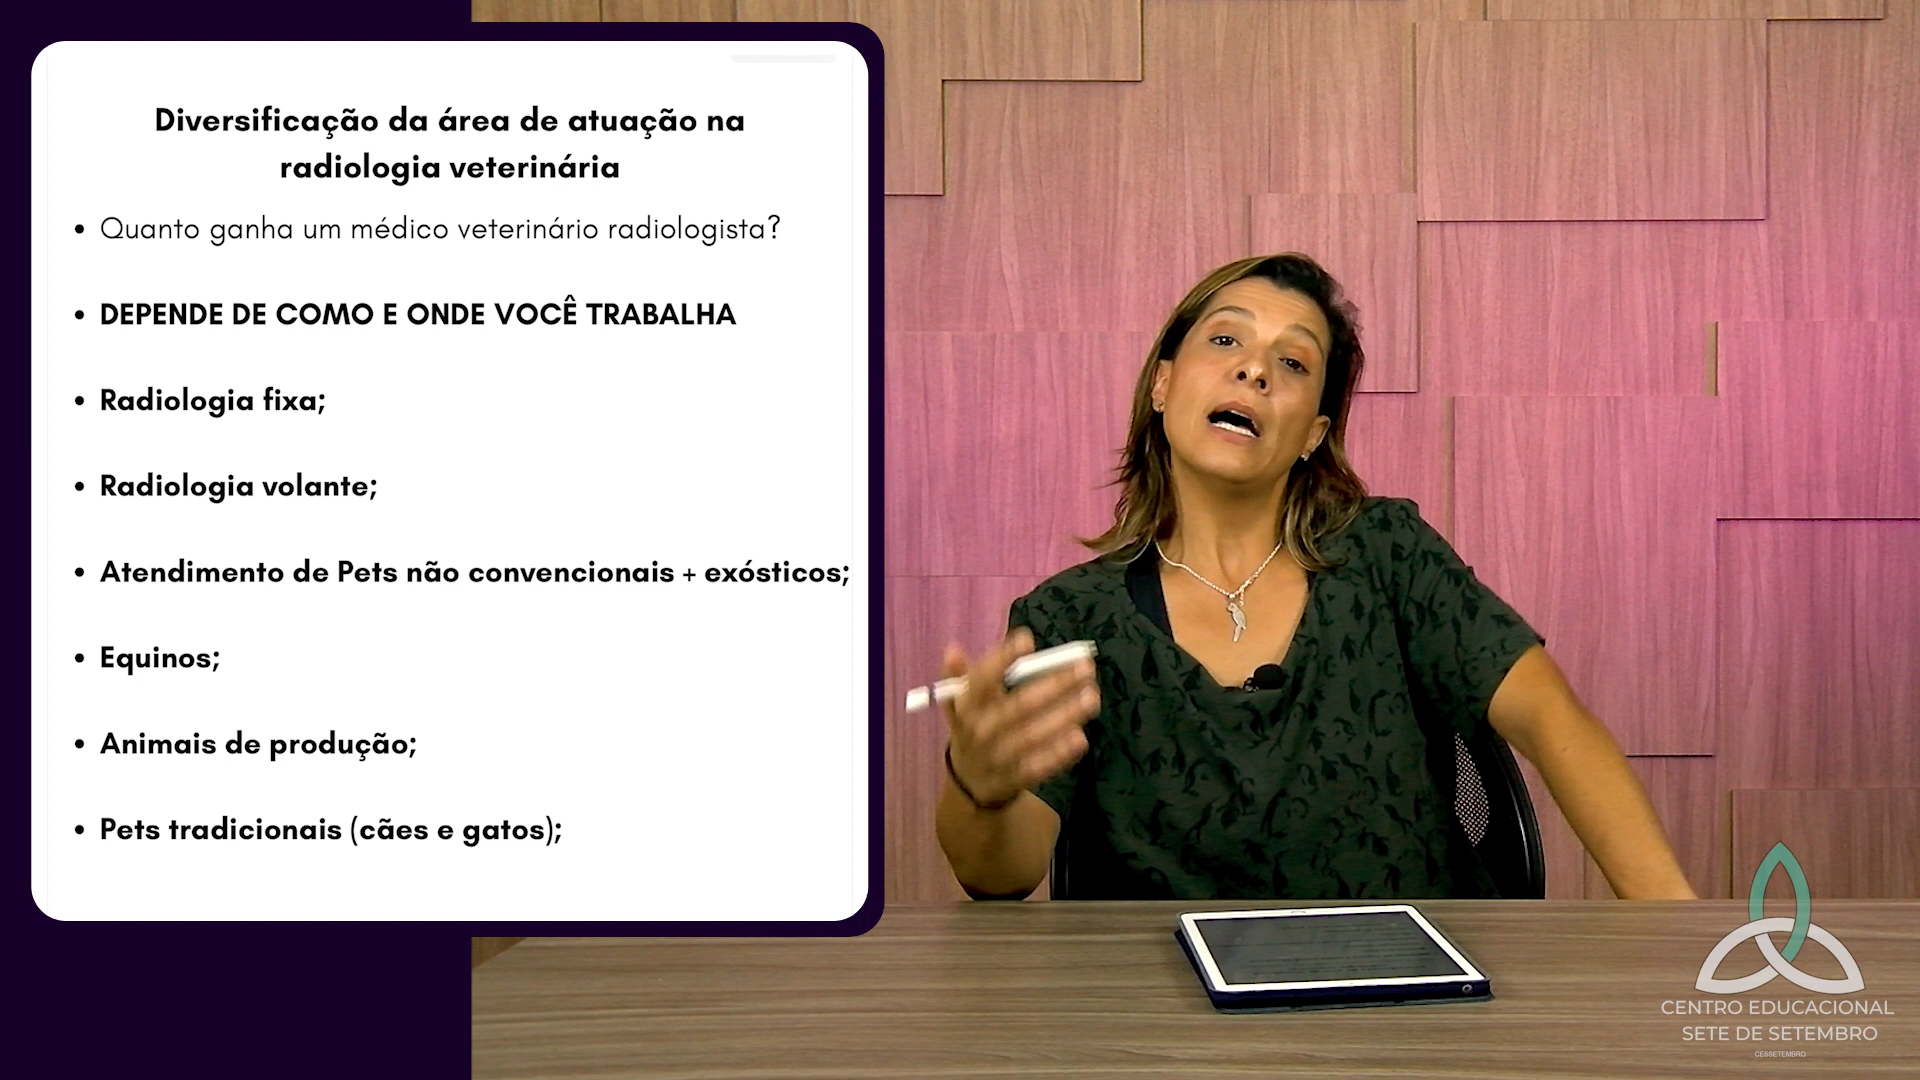 Diversificação da área de atuação na
radiologia veterinária
• Quanto ganha um médico veterinário radiologista?
• DEPENDE DE COMO E ONDE VOCÊ TRABALHA
• Radiologia fixa;
• Radiologia volante;
• Atendimento de Pets não convencionais + exósticos;
• Equinos;
• Animais de produção;
• Pets tradicionais (cães e gatos);
CENTRO EDUCACIONAL
SETE DE SETEMBRO
CESSETEMBRO